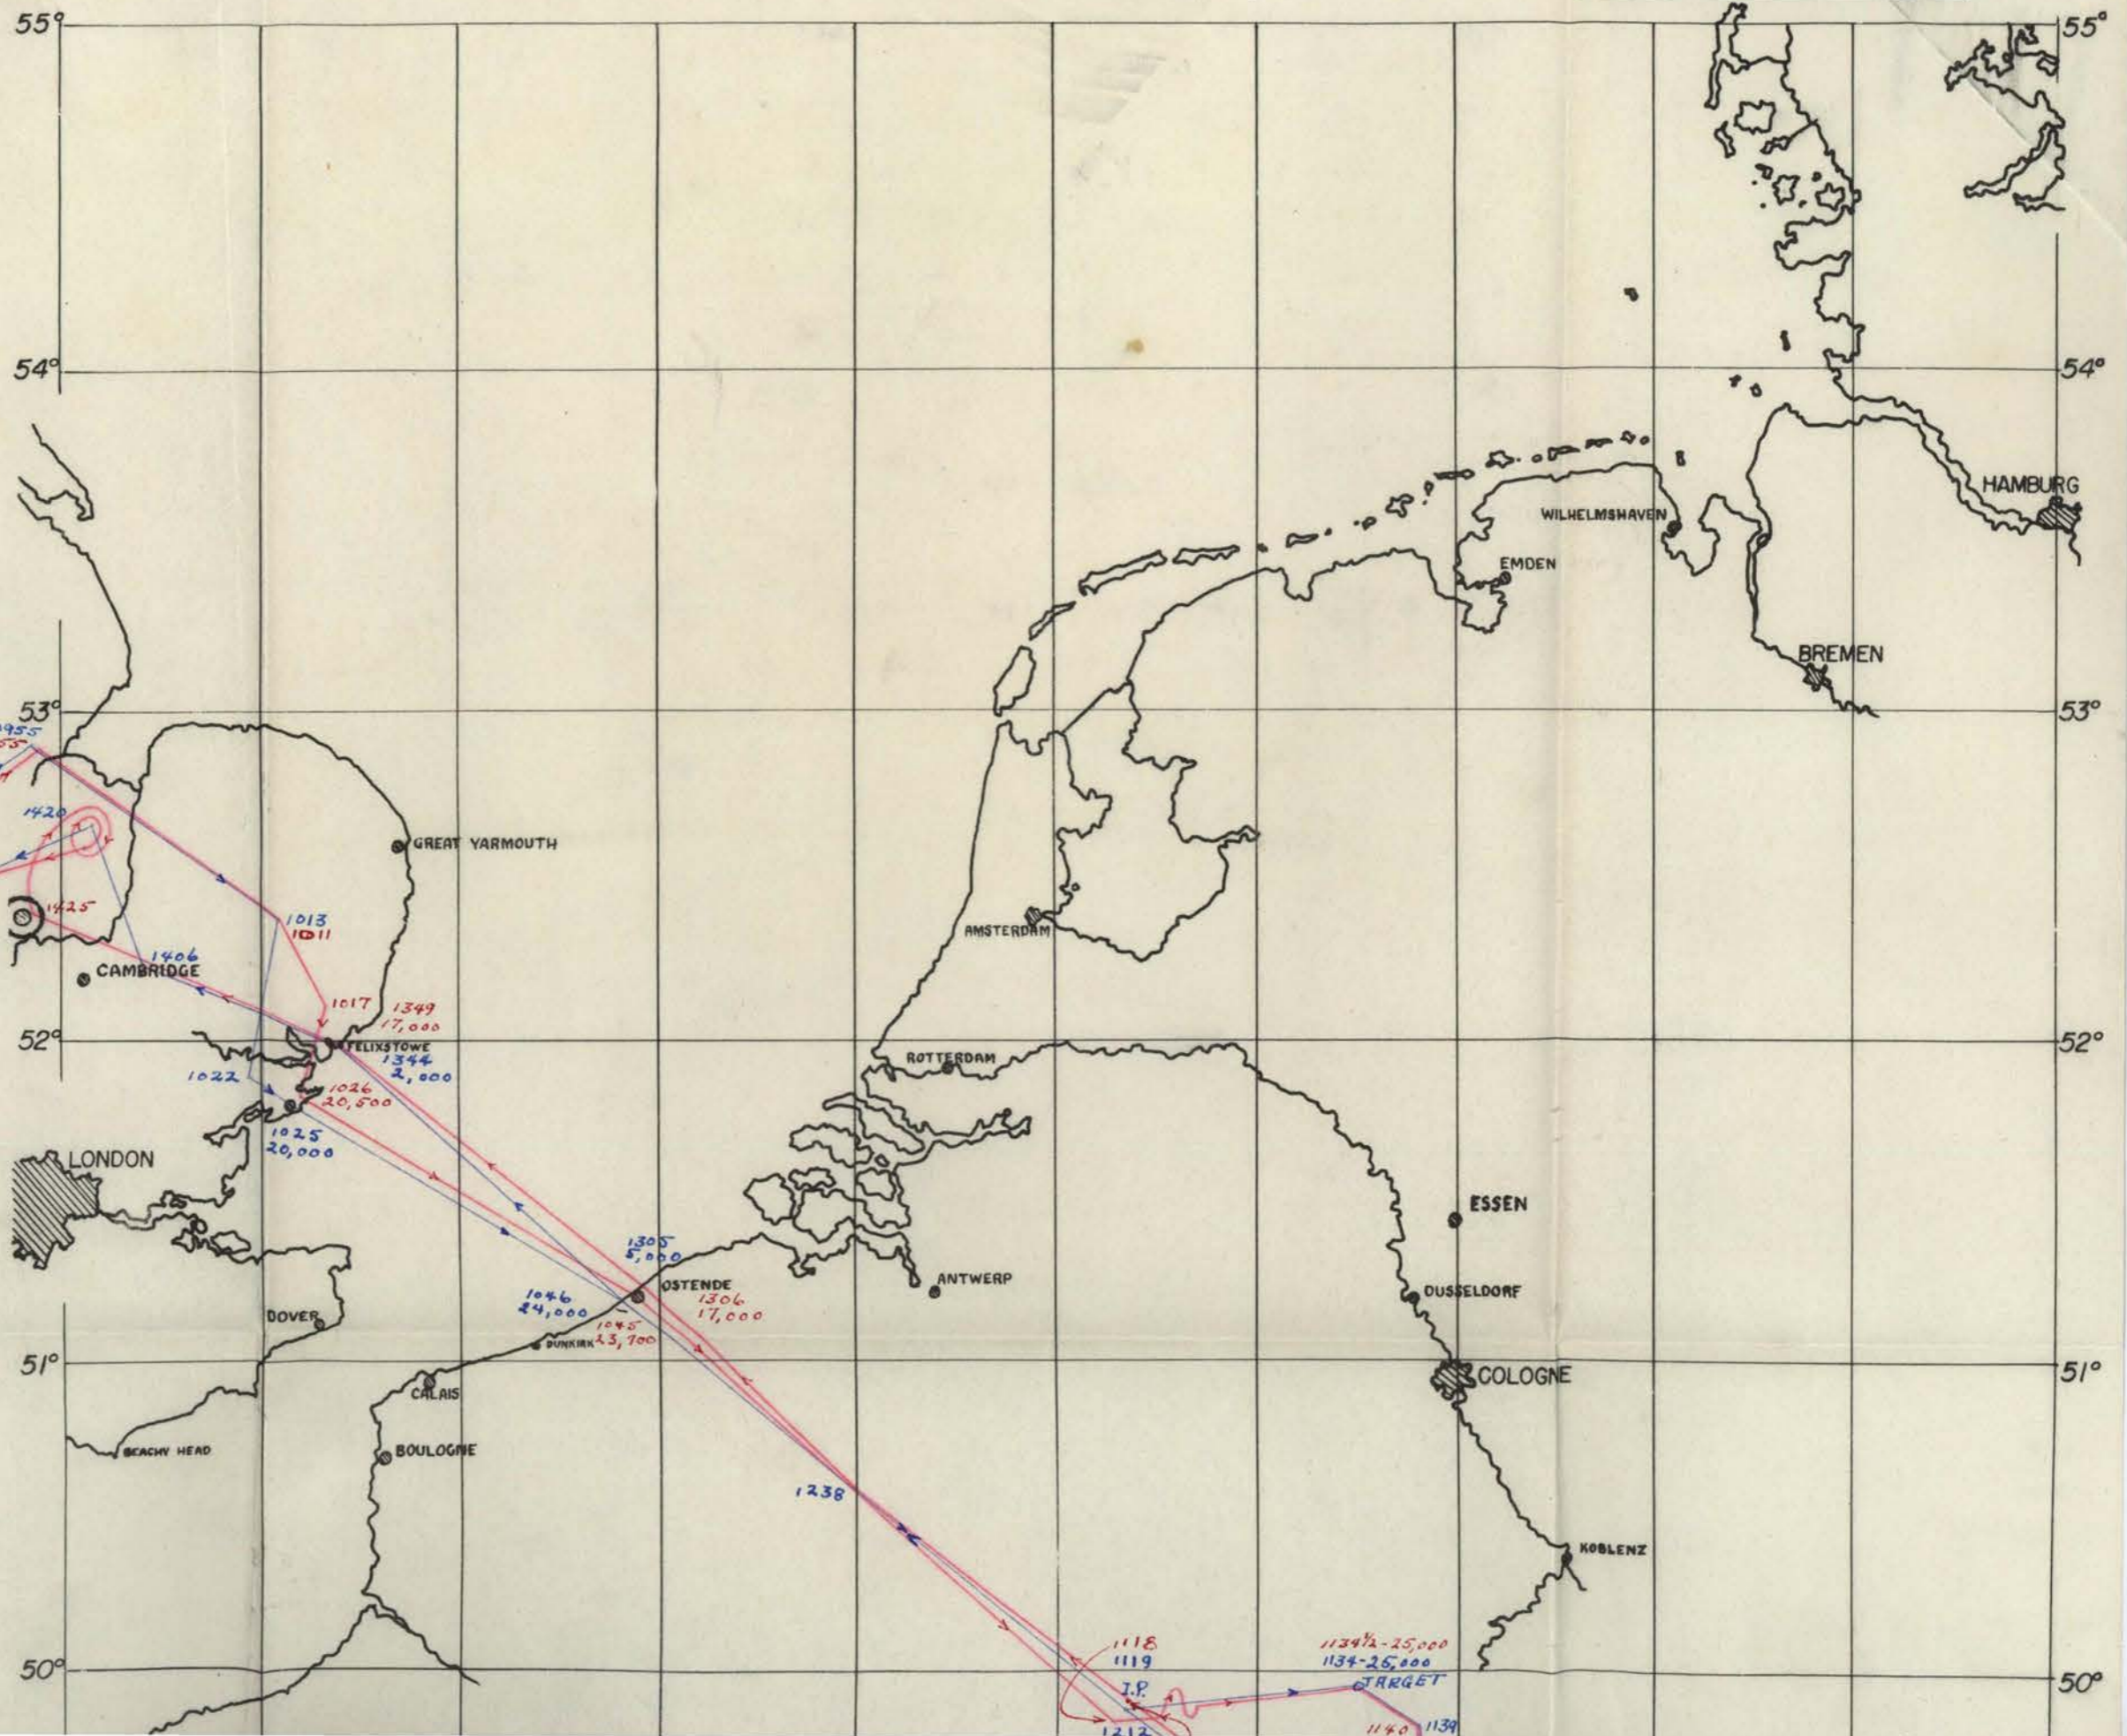 55°
55°
54°
54°
HAMBURG
WILHELMSHAVEN
EMDEN
BREMEN
53°
53°
955
55
1420
GREAT YARMOUTH
1425
1013
1011
AMSTERDAM
1406
CAMBRIDGE
1017
1349
17,000
52°
52°
FELIXSTOWE
1344
2,000
ROTTERDAM
1022
1026
20,500
1025
20,000
LONDON
ESSEN
1305
5,000
OSTENDE
ANTWERP
DUSSELDORF
1046
24,000
1306
17,000
DOVER
1045
23,700
DUNKIRK
51°
51°
COLOGNE
CALAIS
BEACHY HEAD
BOULOGNE
1238
KOBLENZ
1118
1119
1134½-25,000
1134-25,000
TARGET
50°
50°
I.P.
1212
1140
1139